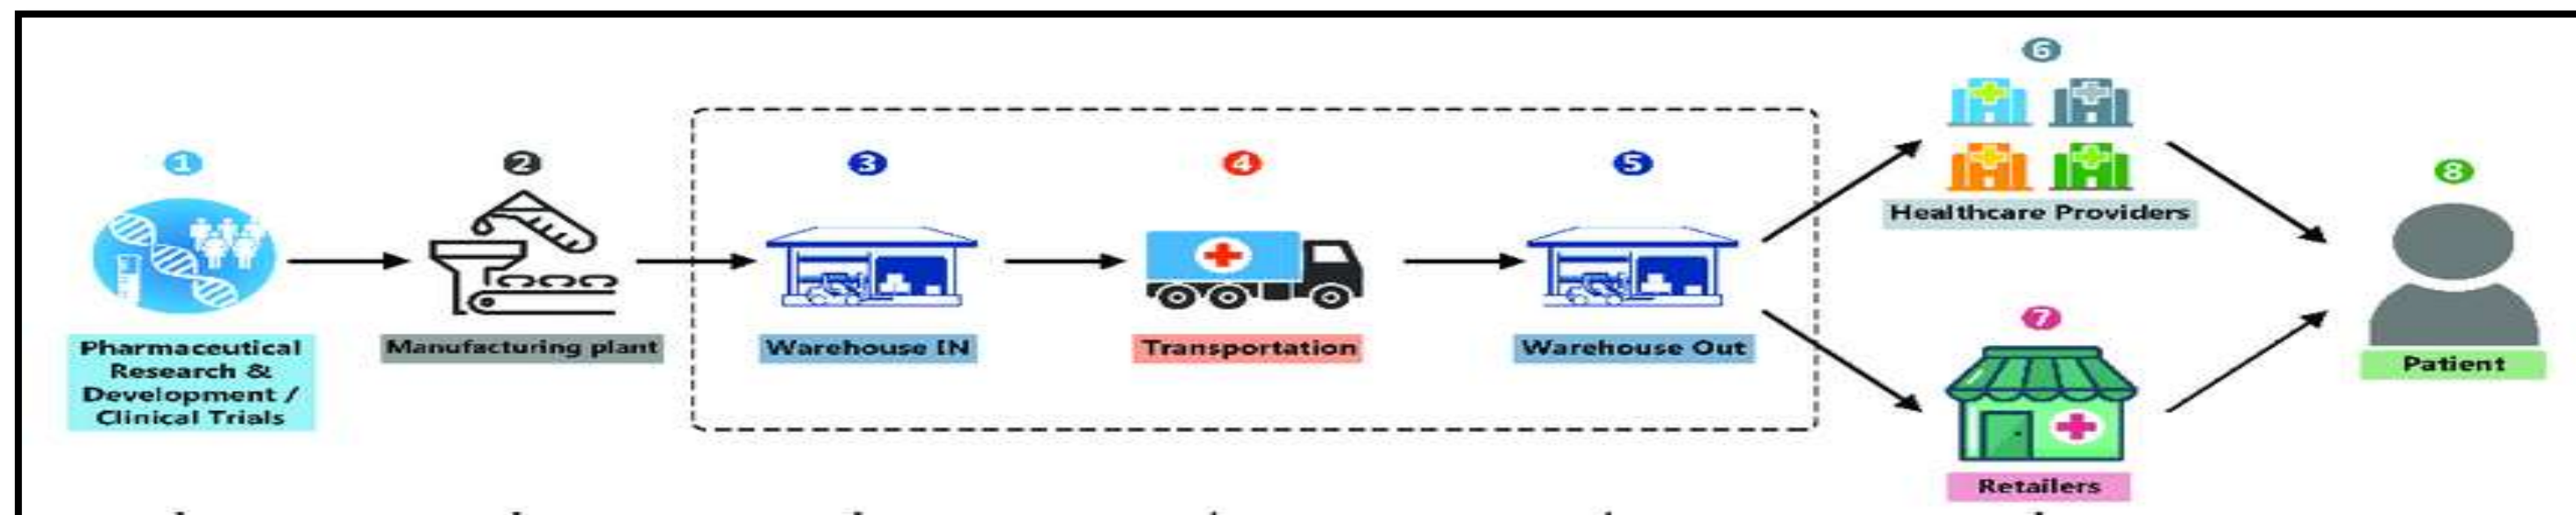 1
2
3
4
5
6
7
8
Pharmaceutical
Research &
Development /
Clinical Trials
Manufacturing plant
Warehouse IN
Transportation
Warehouse Out
Healthcare Providers
Retailers
Patient